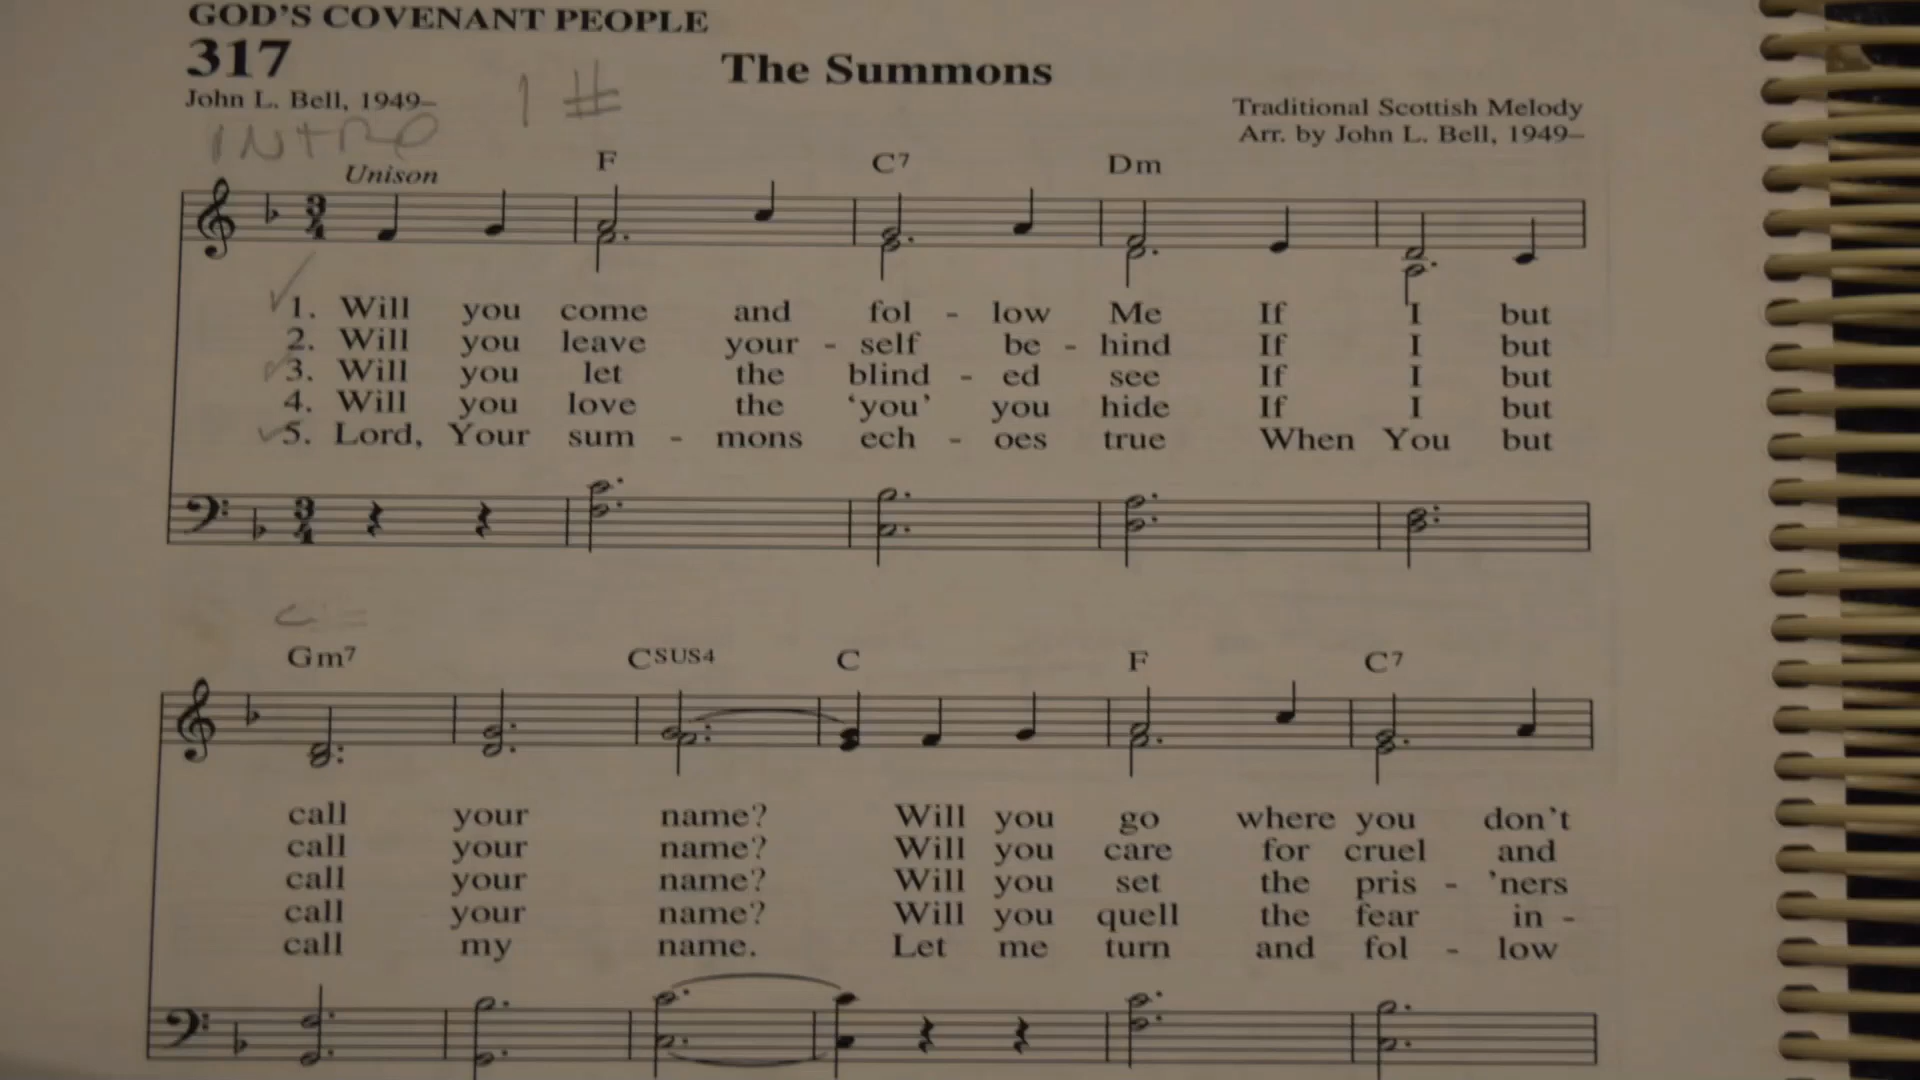 GOD'S COVENANT PEOPLE
317
The Summons
1 #
John L. Bell, 1949–
Traditional Scottish Melody
Arr. by John L. Bell, 1949–
INTRO
Unison
F C7 Dm
1. Will you come and fol - low Me If I but
2. Will you leave your - self be - hind If I but
3. Will you let the blind - ed see If I but
4. Will you love the ‘you’ you hide If I but
5. Lord, Your sum - mons ech - oes true When You but
Gm7 CSUS4 C F C7
call your name? Will you go where you don't
call your name? Will you care for cruel and
call your name? Will you set the pris - 'ners
call your name? Will you quell the fear in -
call my name. Let me turn and fol - low